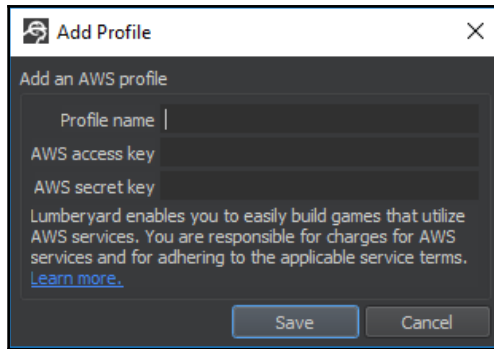 Add Profile
Add an AWS profile
Profile name
AWS access key
AWS secret key
Lumberyard enables you to easily build games that utilize
AWS services. You are responsible for charges for AWS
services and for adhering to the applicable service terms.
Learn more.
Save Cancel